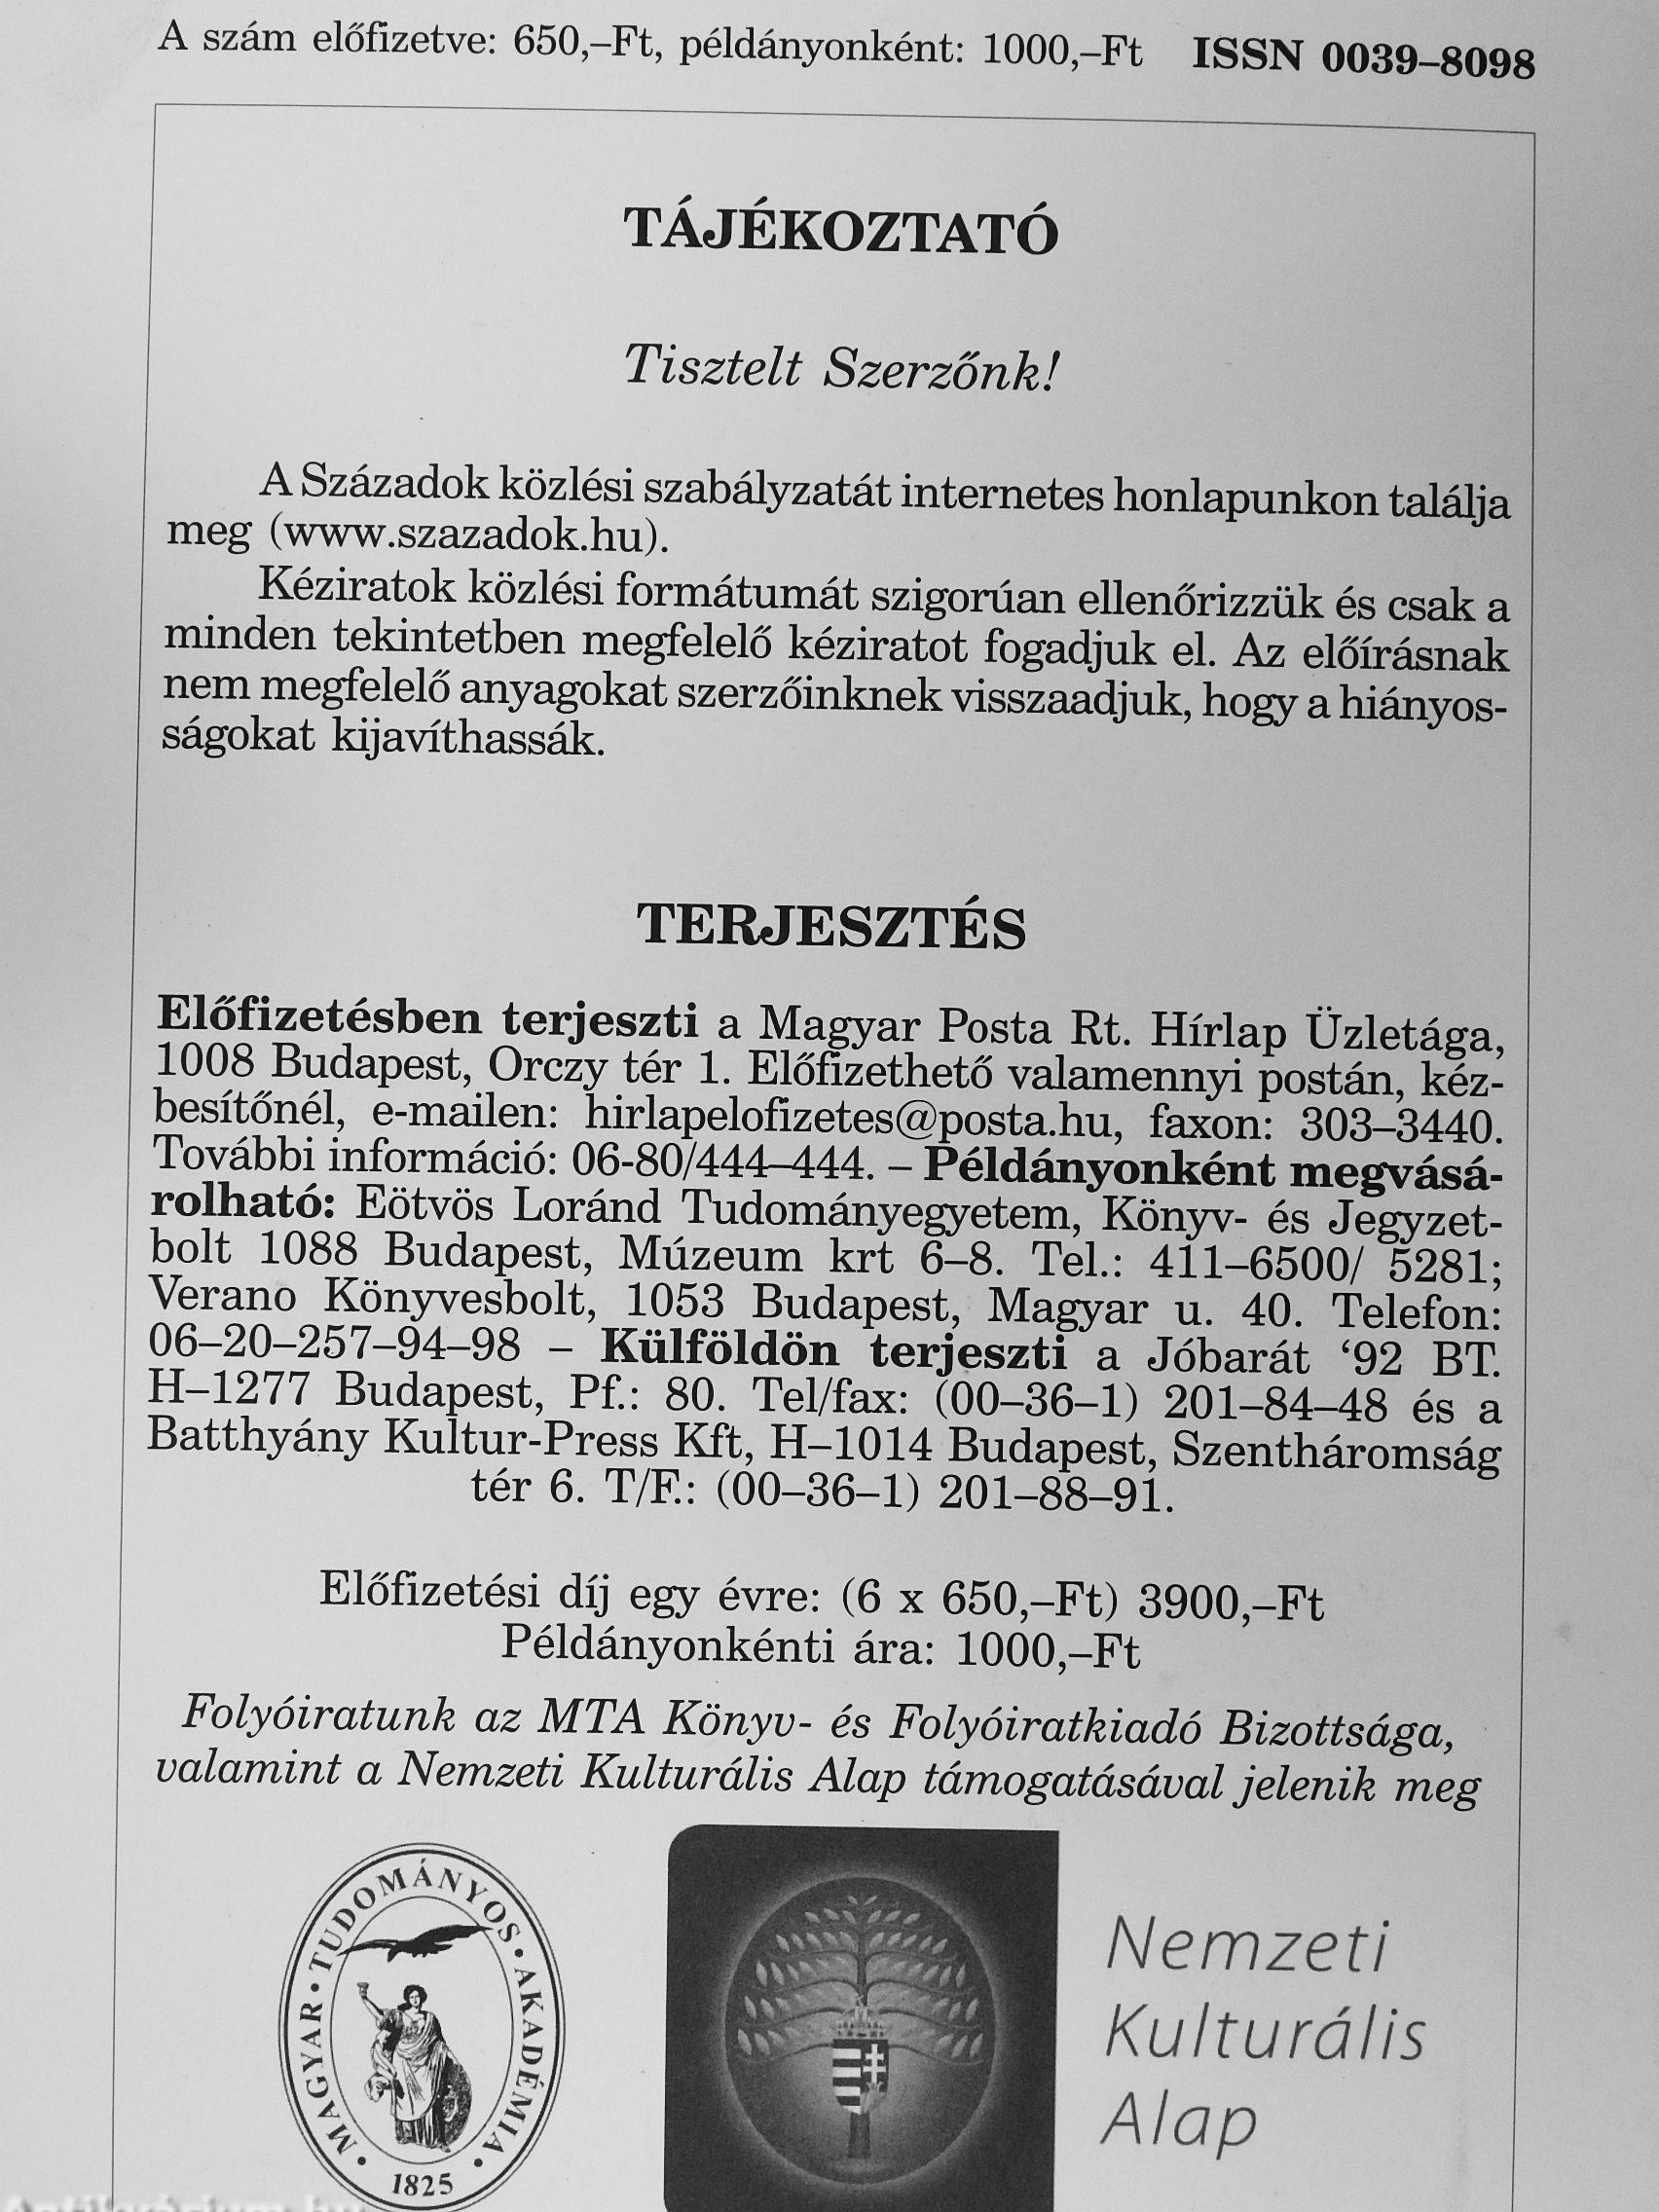 A szám előfizetve: 650,–Ft, példányonként: 1000,–Ft ISSN 0039–8098
TÁJÉKOZTATÓ
Tisztelt Szerzőnk!
A Századok közlési szabályzatát internetes honlapunkon találja
meg (www.szazadok.hu).
Kéziratok közlési formátumát szigorúan ellenőrizzük és csak a
minden tekintetben megfelelő kéziratot fogadjuk el. Az előírásnak
nem megfelelő anyagokat szerzőinknek visszaadjuk, hogy a hiányos-
ságokat kijavíthassák.
TERJESZTÉS
Előfizetésben terjeszti a Magyar Posta Rt. Hírlap Üzletága,
1008 Budapest, Orczy tér 1. Előfizethető valamennyi postán, kéz-
besítőnél, e-mailen: hirlapelofizetes@posta.hu, faxon: 303–3440.
További információ: 06-80/444–444. – Példányonként megvásá-
rolható: Eötvös Loránd Tudományegyetem, Könyv- és Jegyzet-
bolt 1088 Budapest, Múzeum krt 6–8. Tel.: 411–6500/ 5281;
Verano Könyvesbolt, 1053 Budapest, Magyar u. 40. Telefon:
06–20–257–94–98 – Külföldön terjeszti a Jóbarát ‘92 BT.
H–1277 Budapest, Pf.: 80. Tel/fax: (00–36–1) 201–84–48 és a
Batthyány Kultur-Press Kft, H–1014 Budapest, Szentháromság
tér 6. T/F.: (00–36–1) 201–88–91.
Előfizetési díj egy évre: (6 x 650,–Ft) 3900,–Ft
Példányonkénti ára: 1000,–Ft
Folyóiratunk az MTA Könyv- és Folyóiratkiadó Bizottsága,
valamint a Nemzeti Kulturális Alap támogatásával jelenik meg
MAGYAR • TUDOMÁNYOS • AKADÉMIA
1825
Nemzeti
Kulturális
Alap